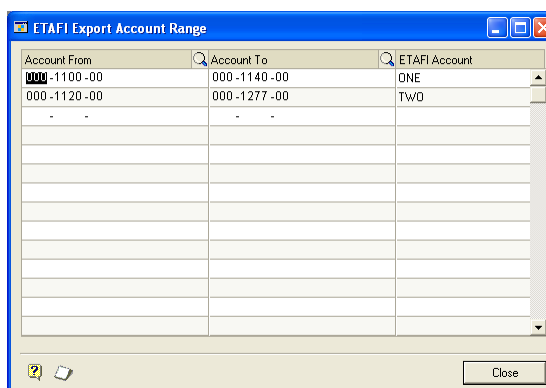 ETAFI Export Account Range
Account From Account To ETAFI Account
000 -1100 -00 000 -1140 -00 ONE
000 -1120 -00 000 -1277 -00 TWO
- - - -
Close